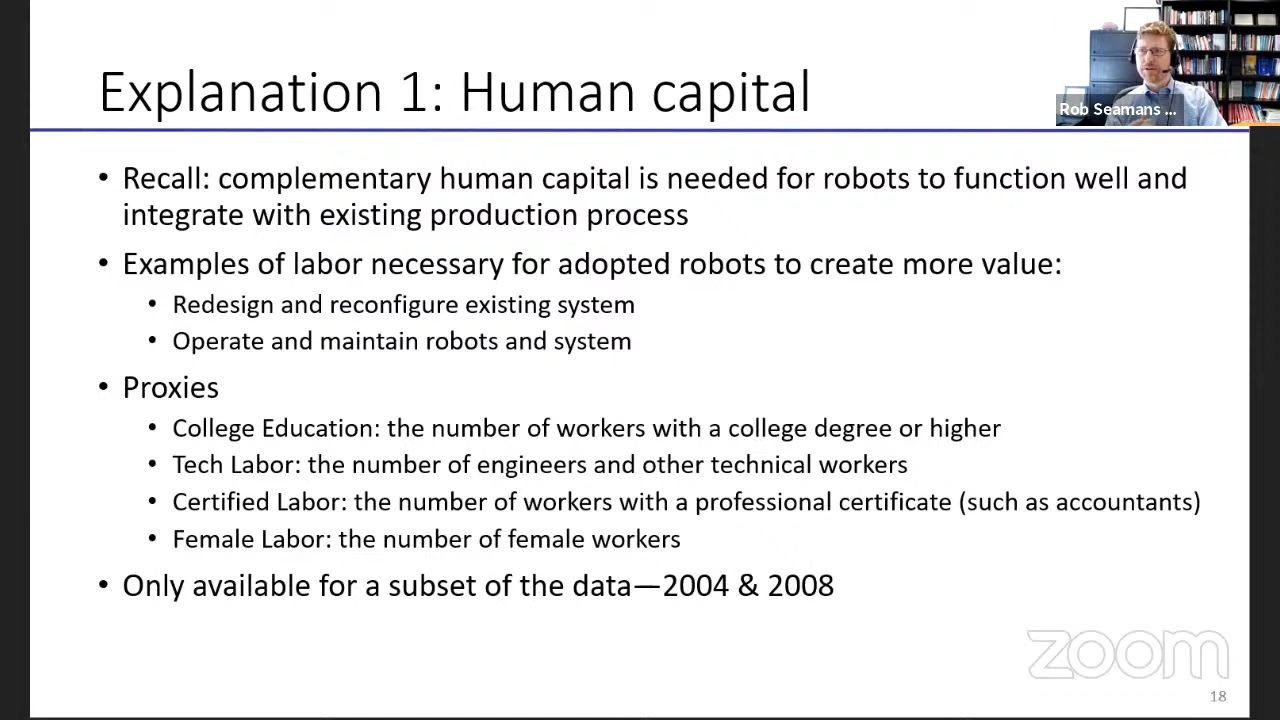 Explanation 1: Human capital
Rob Seamans ...
• Recall: complementary human capital is needed for robots to function well and
integrate with existing production process
• Examples of labor necessary for adopted robots to create more value:
• Redesign and reconfigure existing system
• Operate and maintain robots and system
• Proxies
• College Education: the number of workers with a college degree or higher
• Tech Labor: the number of engineers and other technical workers
• Certified Labor: the number of workers with a professional certificate (such as accountants)
• Female Labor: the number of female workers
• Only available for a subset of the data—2004 & 2008
zoom
18